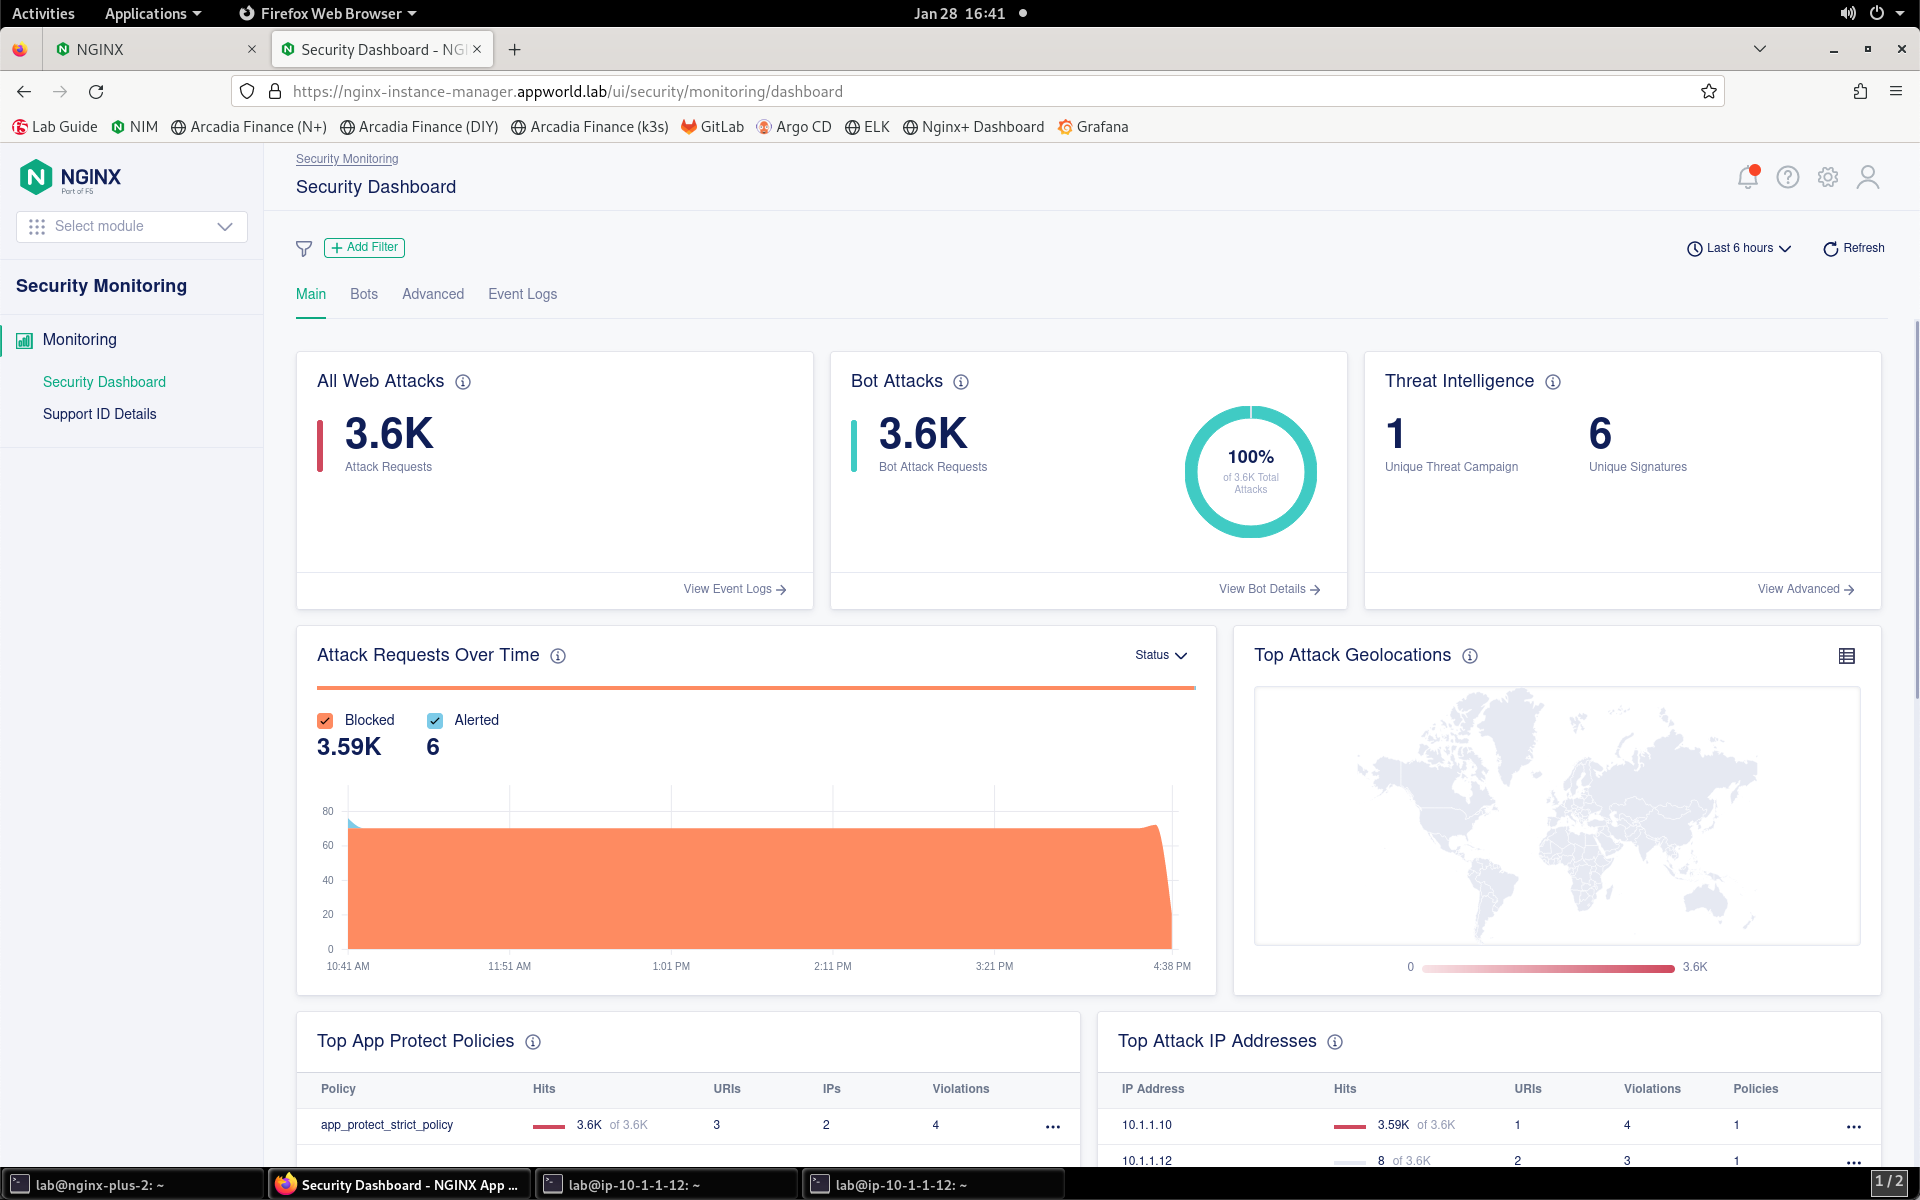 Activities Applications Firefox Web Browser Jan 28 16:41
NGINX Security Dashboard - NG
https://nginx-instance-manager.appworld.lab/ui/security/monitoring/dashboard
Lab Guide NIM Arcadia Finance (N+) Arcadia Finance (DIY) Arcadia Finance (k3s) GitLab Argo CD ELK Nginx+ Dashboard Grafana
NGINX
Part of F5
Select module
Security Monitoring
Monitoring
Security Dashboard
Support ID Details
Security Monitoring
Security Dashboard
Add Filter
Last 6 hours Refresh
Main Bots Advanced Event Logs
All Web Attacks
3.6K
Attack Requests
View Event Logs
Bot Attacks
3.6K
Bot Attack Requests
100%
of 3.6K Total
Attacks
View Bot Details
Threat Intelligence
1 6
Unique Threat Campaign Unique Signatures
View Advanced
Attack Requests Over Time Status
Blocked Alerted
3.59K 6
80
60
40
20
0
10:41 AM 11:51 AM 1:01 PM 2:11 PM 3:21 PM 4:38 PM
Top Attack Geolocations
0 3.6K
Top App Protect Policies
Policy Hits URIs IPs Violations
app_protect_strict_policy 3.6K of 3.6K 3 2 4
Top Attack IP Addresses
IP Address Hits URIs Violations Policies
10.1.1.10 3.59K of 3.6K 1 4 1
10.1.1.12 8 of 3.6K 2 3 1
lab@nginx-plus-2: ~ Security Dashboard - NGINX App ... lab@ip-10-1-1-12: ~ lab@ip-10-1-1-12: ~ 1 / 2